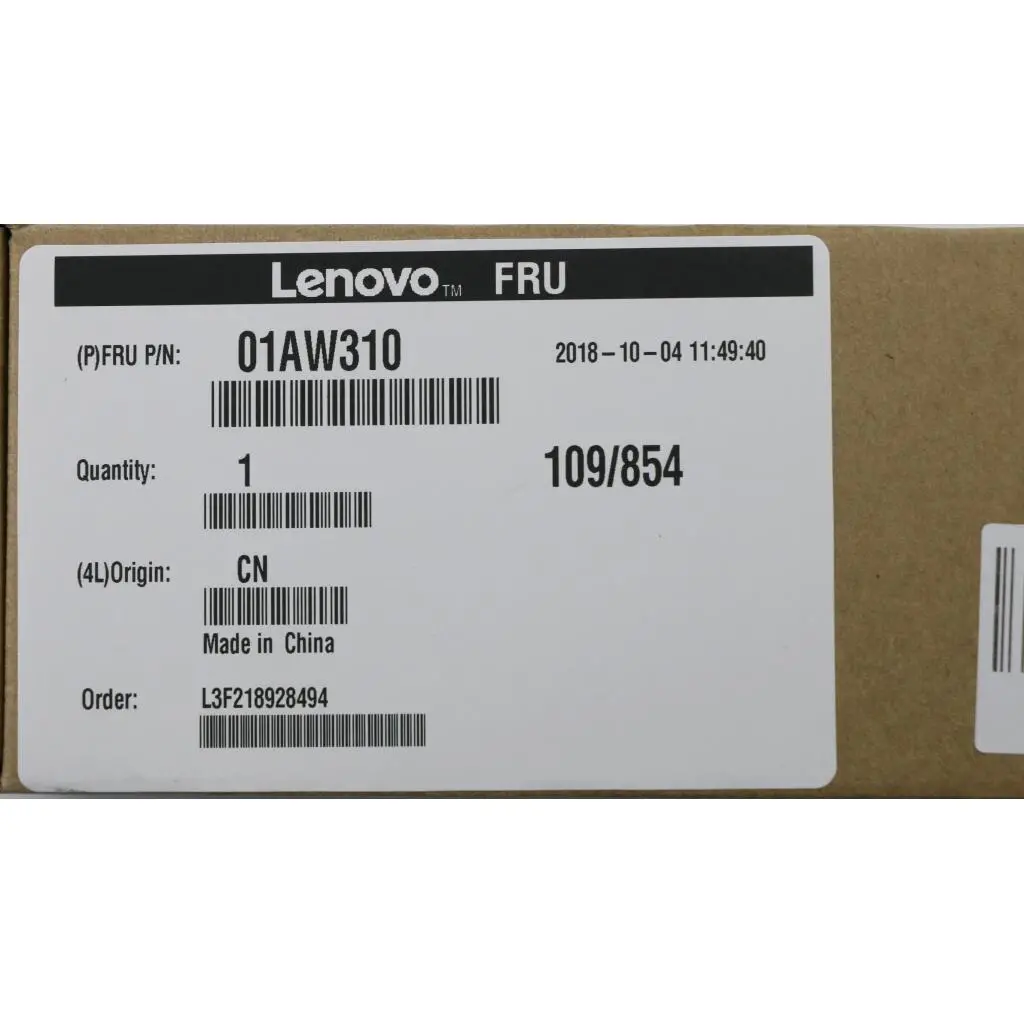 Lenovo™ FRU
(P)FRU P/N: 01AW310 2018-10-04 11:49:40
Quantity: 1 109/854
(4L)Origin: CN
Made in China
Order: L3F218928494